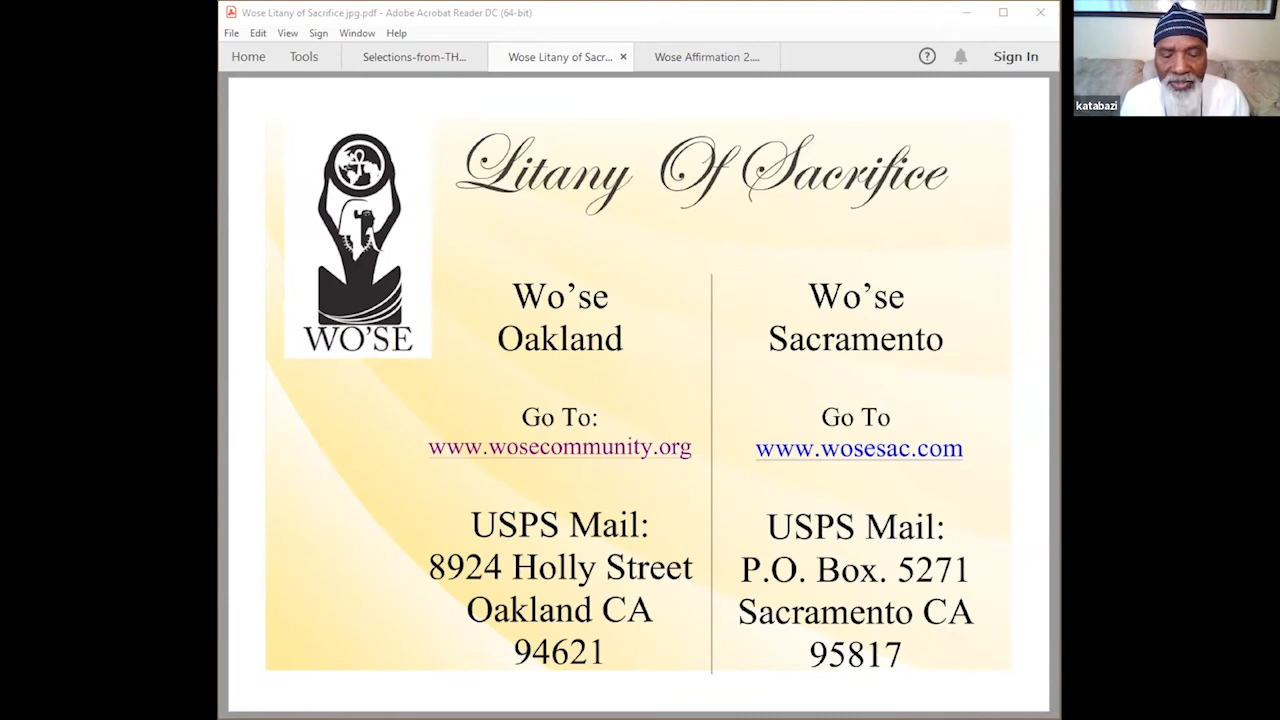 Wose Litany of Sacrifice jpg.pdf - Adobe Acrobat Reader DC (64-bit)
File Edit View Sign Window Help
Home Tools Selections-from-TH... Wose Litany of Sacr... × Wose Affirmation 2.... Sign In
katabazi
Litany Of Sacrifice
WO'SE
Wo'se
Oakland
Go To:
www.wosecommunity.org
USPS Mail:
8924 Holly Street
Oakland CA
94621
Wo'se
Sacramento
Go To
www.wosesac.com
USPS Mail:
P.O. Box. 5271
Sacramento CA
95817